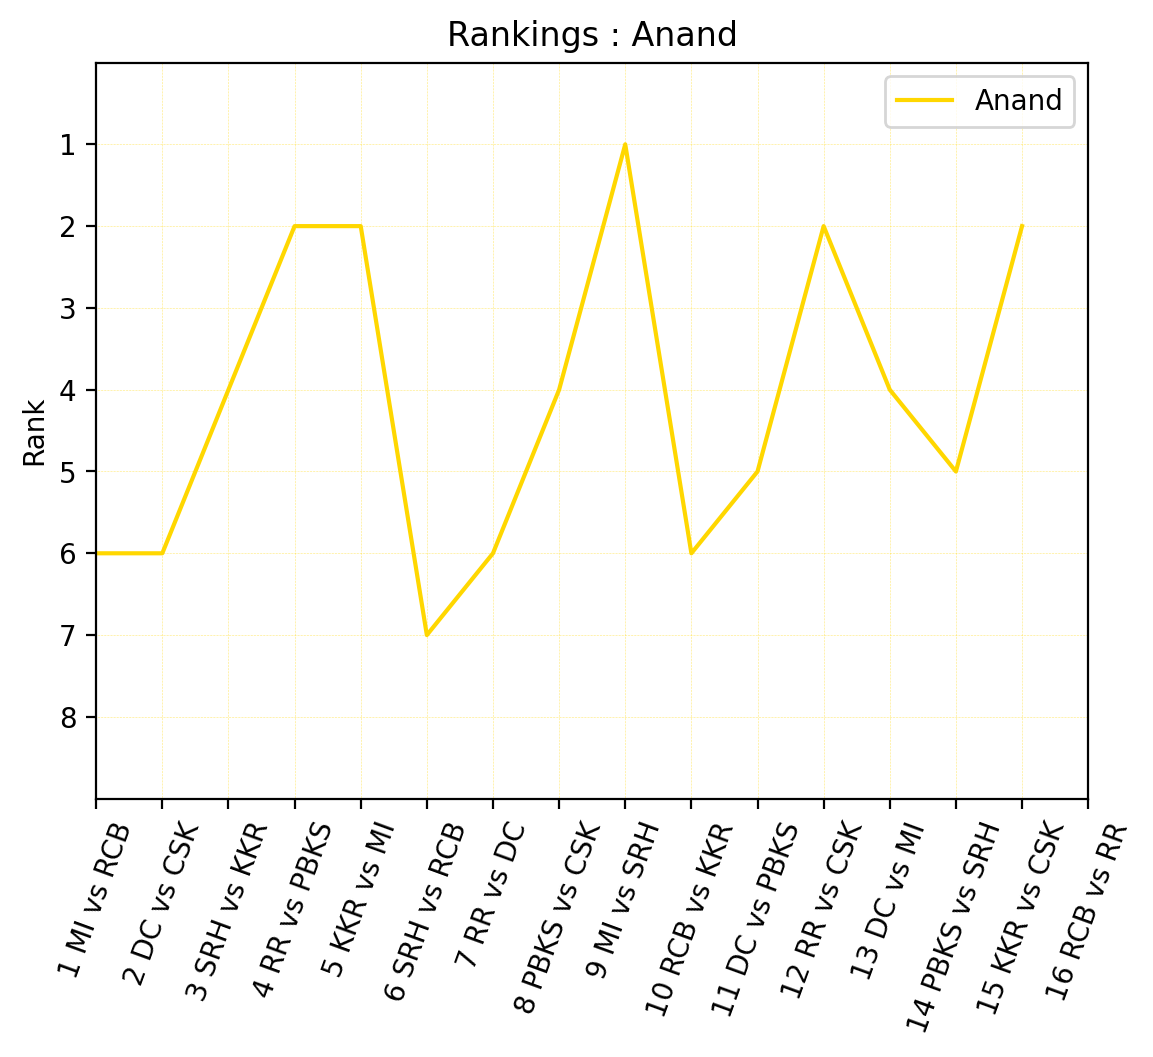 Rankings : Anand
Anand
1
2
3
4
5
6
7
8
Rank
1 MI vs RCB
2 DC vs CSK
3 SRH vs KKR
4 RR vs PBKS
5 KKR vs MI
6 SRH vs RCB
7 RR vs DC
8 PBKS vs CSK
9 MI vs SRH
10 RCB vs KKR
11 DC vs PBKS
12 RR vs CSK
13 DC vs MI
14 PBKS vs SRH
15 KKR vs CSK
16 RCB vs RR